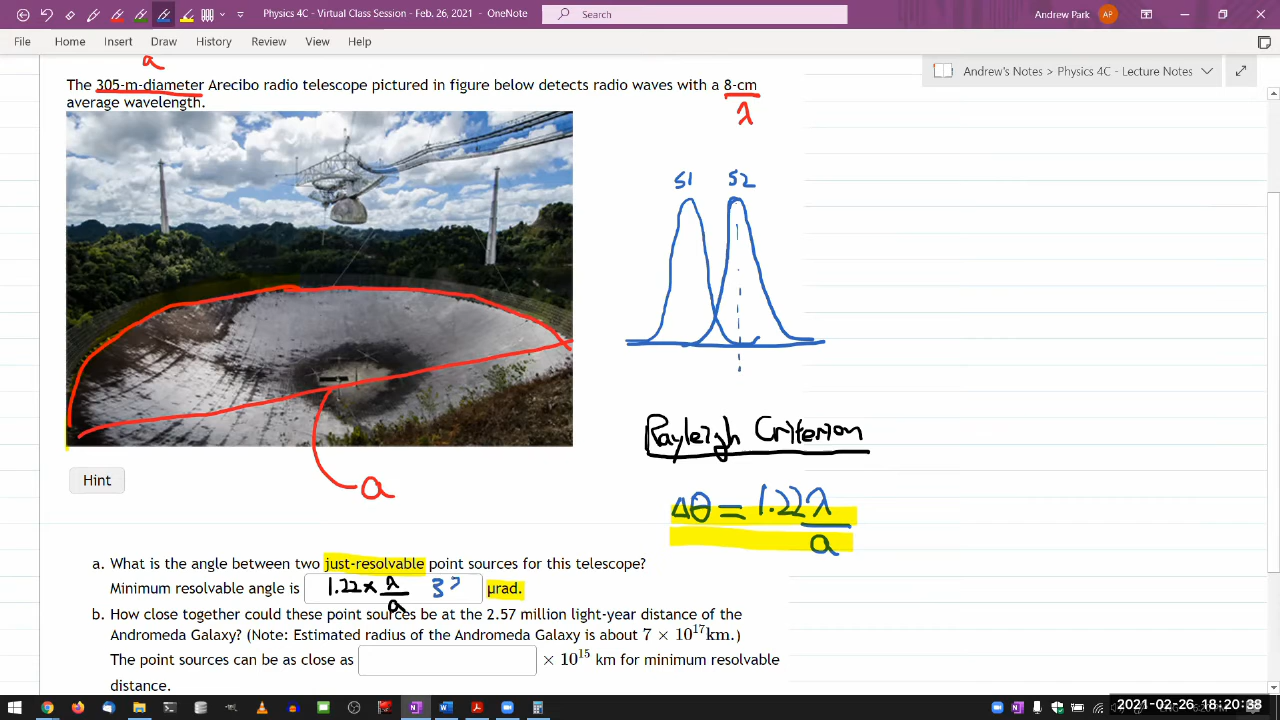 Physics 4C - Virtual Class Session - Feb. 26, 2021 - OneNote
Search
Andrew Park
AP
File Home Insert Draw History Review View Help
a
The 305-m-diameter Arecibo radio telescope pictured in figure below detects radio waves with a 8-cm
average wavelength.
λ
Andrew's Notes › Physics 4C - Lecture Notes
S1 S2
Rayleigh Criterion
a
Hint
Δθ = 1.22λ
a
a. What is the angle between two just-resolvable point sources for this telescope?
Minimum resolvable angle is 1.22 × λ/a 3 μrad.
b. How close together could these point sources be at the 2.57 million light-year distance of the
Andromeda Galaxy? (Note: Estimated radius of the Andromeda Galaxy is about 7 × 10¹⁷km.)
The point sources can be as close as × 10¹⁵ km for minimum resolvable
distance.
2021-02-26 18:20:38